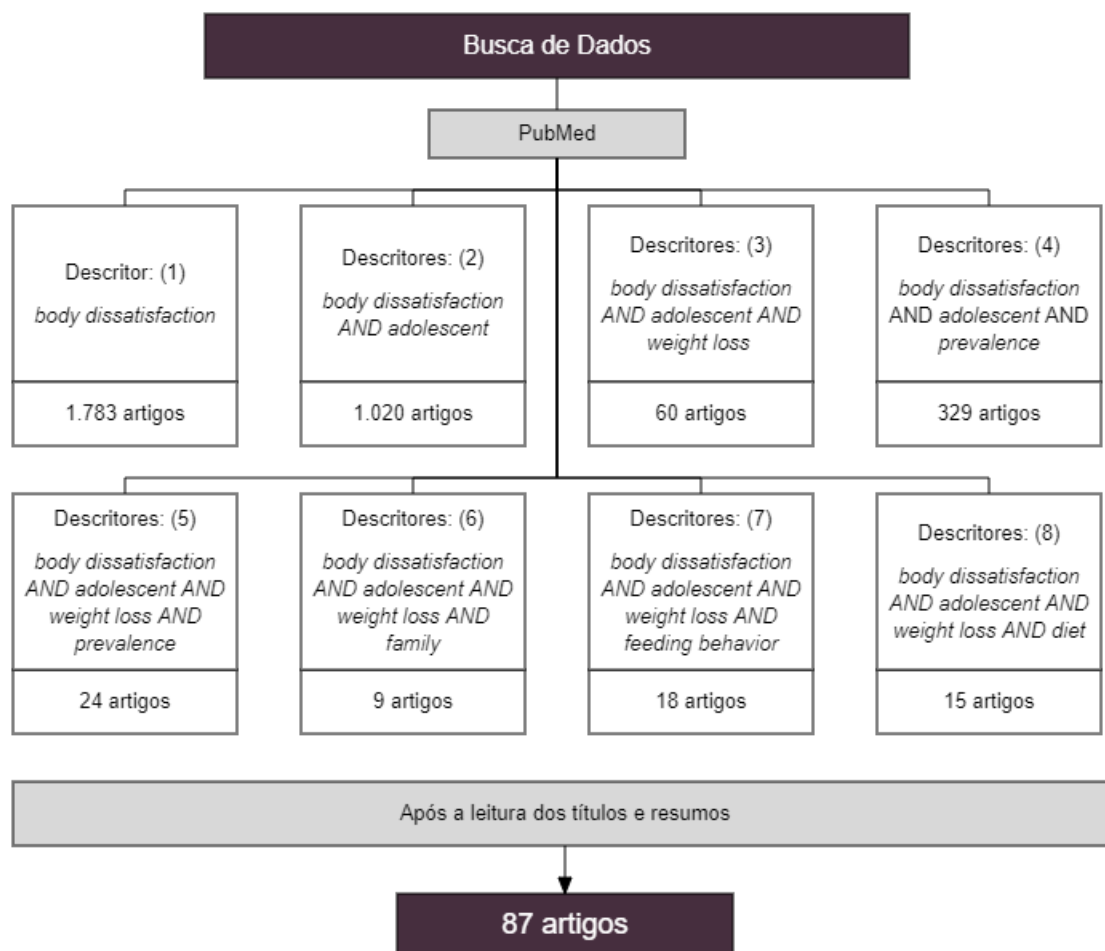 Busca de Dados
PubMed
Descritor: (1)
body dissatisfaction
1.783 artigos
Descritores: (2)
body dissatisfaction
AND adolescent
1.020 artigos
Descritores: (3)
body dissatisfaction
AND adolescent AND
weight loss
60 artigos
Descritores: (4)
body dissatisfaction
AND adolescent AND
prevalence
329 artigos
Descritores: (5)
body dissatisfaction
AND adolescent AND
weight loss AND
prevalence
24 artigos
Descritores: (6)
body dissatisfaction
AND adolescent AND
weight loss AND
family
9 artigos
Descritores: (7)
body dissatisfaction
AND adolescent AND
weight loss AND
feeding behavior
18 artigos
Descritores: (8)
body dissatisfaction
AND adolescent AND
weight loss AND diet
15 artigos
Após a leitura dos títulos e resumos
87 artigos